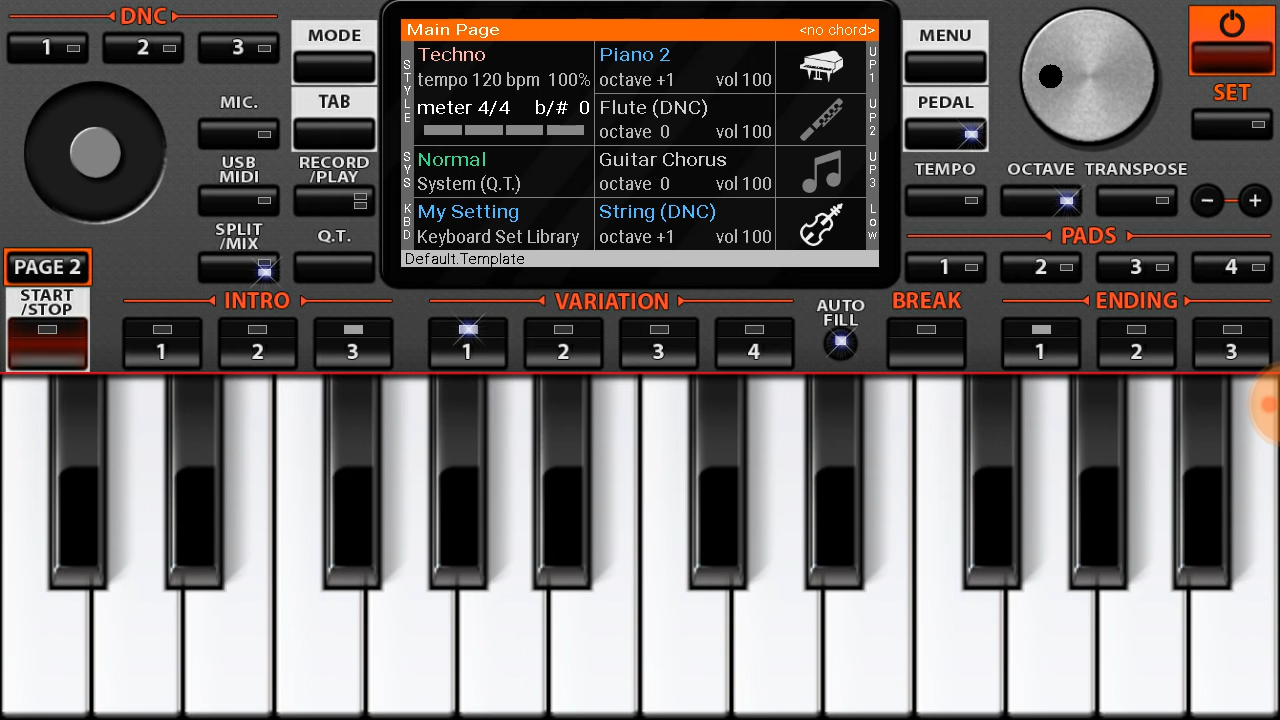 DNC
1
2
3
MODE
MIC.
TAB
USB
MIDI
RECORD
/PLAY
SPLIT
/MIX
Q.T.
PAGE 2
START
/STOP
Main Page <no chord>
STYLE
Techno
tempo 120 bpm 100%
meter 4/4 b/# 0
SYS
Normal
System (Q.T.)
KBD
My Setting
Keyboard Set Library
Piano 2
octave +1 vol 100
UP1
Flute (DNC)
octave 0 vol 100
UP2
Guitar Chorus
octave 0 vol 100
UP3
String (DNC)
octave +1 vol 100
Low
Default.Template
MENU
PEDAL
SET
TEMPO OCTAVE TRANSPOSE
− +
PADS
1 2 3 4
INTRO
1 2 3
VARIATION
1 2 3 4
AUTO
FILL
BREAK
ENDING
1 2 3